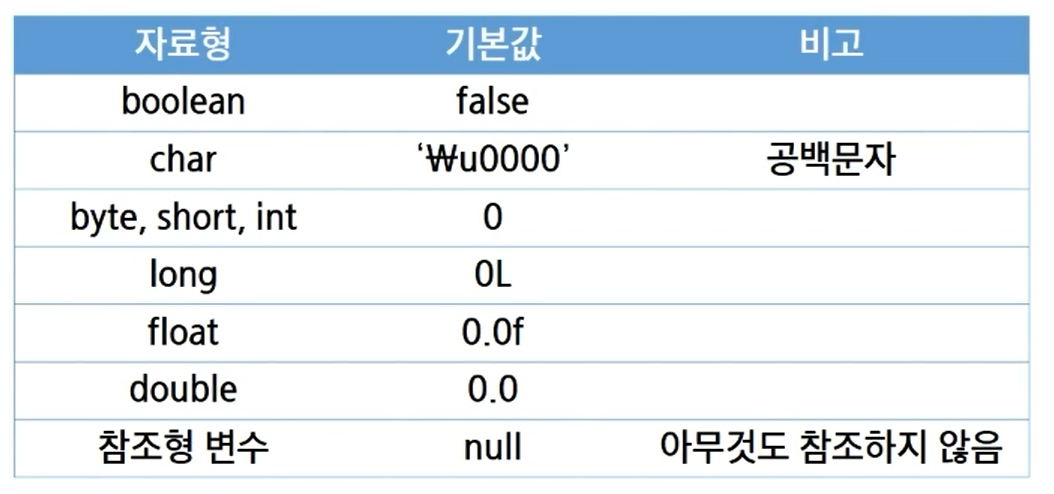 자료형 기본값 비고
boolean false
char ‘₩u0000’ 공백문자
byte, short, int 0
long 0L
float 0.0f
double 0.0
참조형 변수 null 아무것도 참조하지 않음